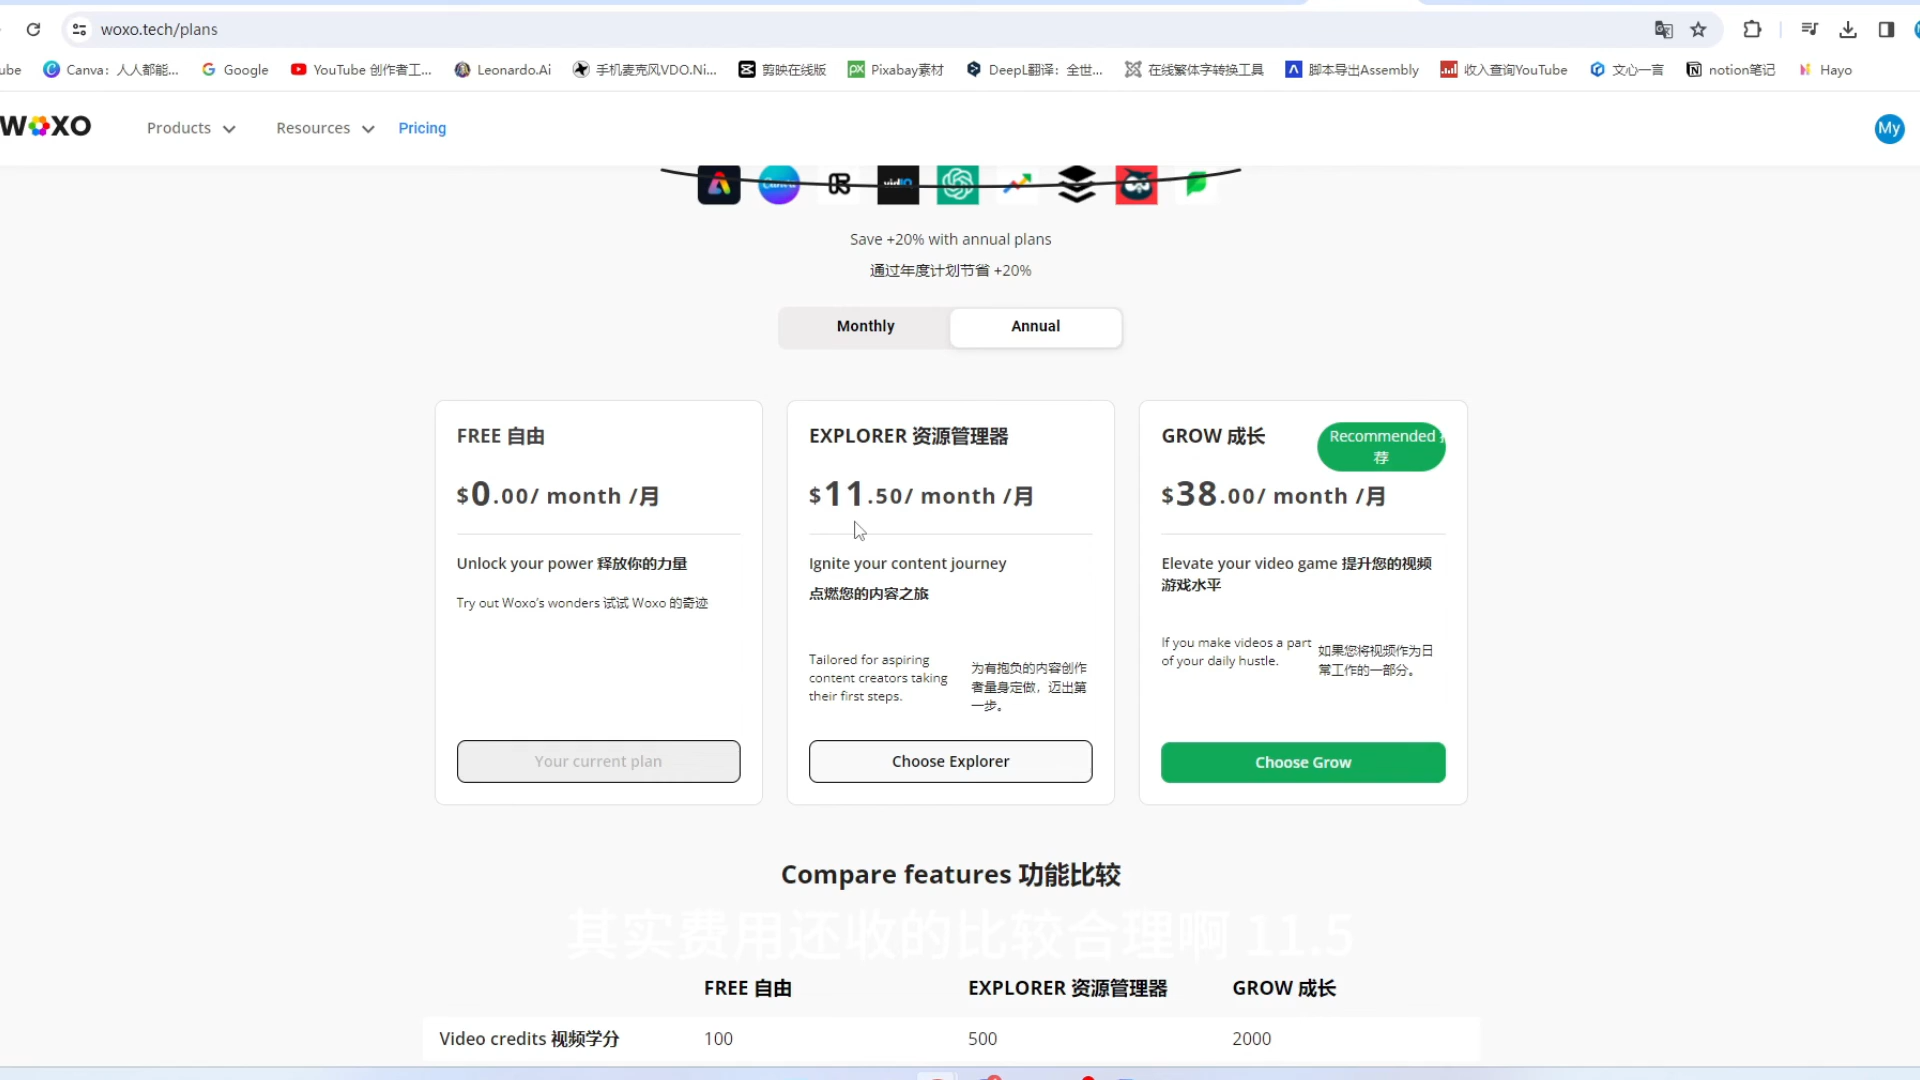 woxo.tech/plans
ube
Canva：人人都能...
Google
YouTube 创作者工...
Leonardo.Ai
手机麦克风VDO.Ni...
剪映在线版
Pixabay素材
DeepL翻译：全世...
在线繁体字转换工具
脚本导出Assembly
收入查询YouTube
文心一言
notion笔记
Hayo
WOXO
Products
Resources
Pricing
My
Canva
vidIQ
Save +20% with annual plans
通过年度计划节省 +20%
Monthly
Annual
FREE 自由
$0.00/ month /月
Unlock your power 释放你的力量
Try out Woxo's wonders 试试 Woxo 的奇迹
Your current plan
EXPLORER 资源管理器
$11.50/ month /月
Ignite your content journey
点燃您的内容之旅
Tailored for aspiring
content creators taking
their first steps.
为有抱负的内容创作
者量身定做，迈出第
一步。
Choose Explorer
GROW 成长
Recommended
荐
$38.00/ month /月
Elevate your video game 提升您的视频
游戏水平
If you make videos a part
of your daily hustle.
如果您将视频作为日
常工作的一部分。
Choose Grow
Compare features 功能比较
其实费用还收的比较合理啊 11.5
FREE 自由
EXPLORER 资源管理器
GROW 成长
Video credits 视频学分
100
500
2000